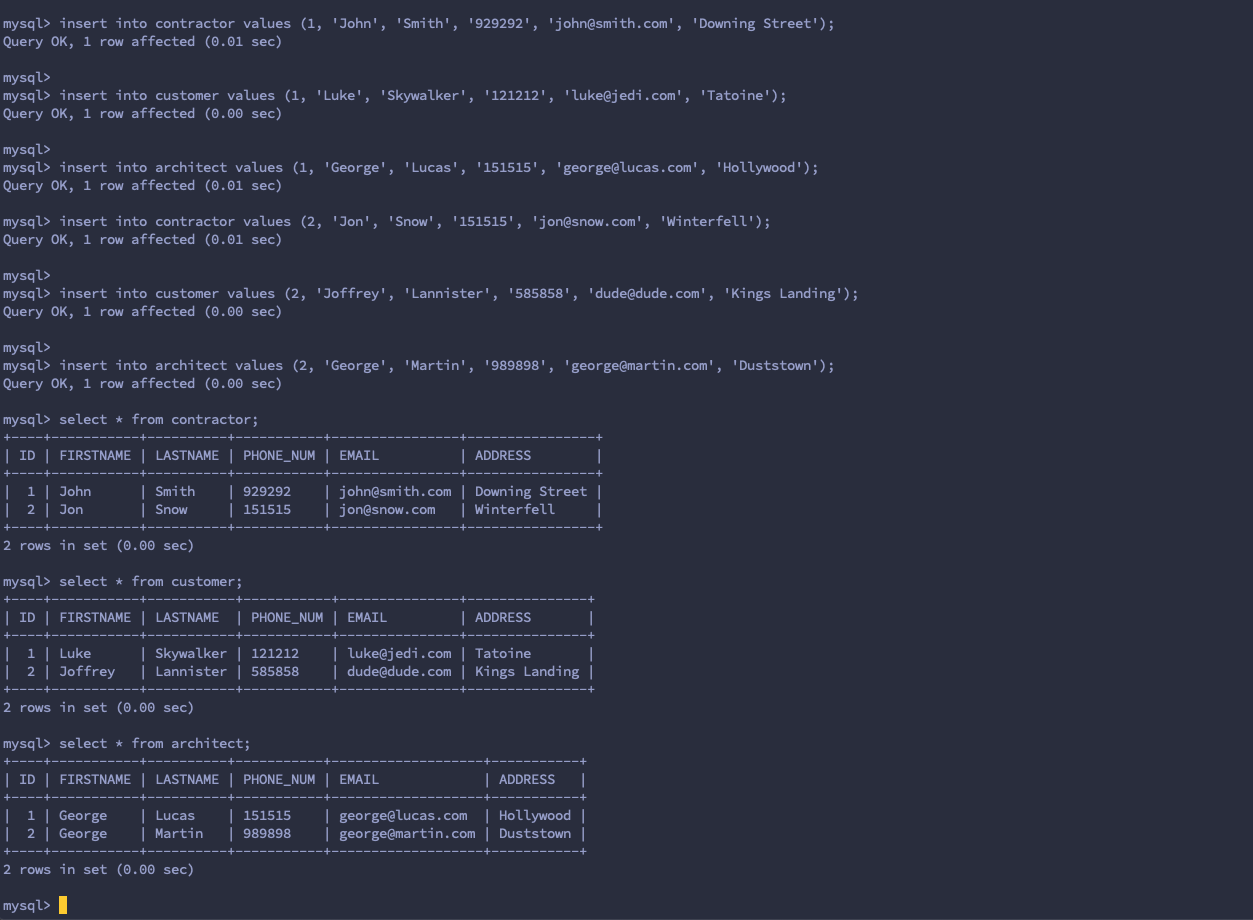 mysql> insert into contractor values (1, 'John', 'Smith', '929292', 'john@smith.com', 'Downing Street');
Query OK, 1 row affected (0.01 sec)
mysql>
mysql> insert into customer values (1, 'Luke', 'Skywalker', '121212', 'luke@jedi.com', 'Tatoine');
Query OK, 1 row affected (0.00 sec)
mysql>
mysql> insert into architect values (1, 'George', 'Lucas', '151515', 'george@lucas.com', 'Hollywood');
Query OK, 1 row affected (0.01 sec)
mysql> insert into contractor values (2, 'Jon', 'Snow', '151515', 'jon@snow.com', 'Winterfell');
Query OK, 1 row affected (0.01 sec)
mysql>
mysql> insert into customer values (2, 'Joffrey', 'Lannister', '585858', 'dude@dude.com', 'Kings Landing');
Query OK, 1 row affected (0.00 sec)
mysql>
mysql> insert into architect values (2, 'George', 'Martin', '989898', 'george@martin.com', 'Duststown');
Query OK, 1 row affected (0.00 sec)
mysql> select * from contractor;
+----+-----------+----------+-----------+----------------+----------------+
| ID | FIRSTNAME | LASTNAME | PHONE_NUM | EMAIL          | ADDRESS        |
+----+-----------+----------+-----------+----------------+----------------+
|  1 | John      | Smith    | 929292    | john@smith.com | Downing Street |
|  2 | Jon       | Snow     | 151515    | jon@snow.com   | Winterfell     |
+----+-----------+----------+-----------+----------------+----------------+
2 rows in set (0.00 sec)
mysql> select * from customer;
+----+-----------+-----------+-----------+---------------+---------------+
| ID | FIRSTNAME | LASTNAME  | PHONE_NUM | EMAIL         | ADDRESS       |
+----+-----------+-----------+-----------+---------------+---------------+
|  1 | Luke      | Skywalker | 121212    | luke@jedi.com | Tatoine       |
|  2 | Joffrey   | Lannister | 585858    | dude@dude.com | Kings Landing |
+----+-----------+-----------+-----------+---------------+---------------+
2 rows in set (0.00 sec)
mysql> select * from architect;
+----+-----------+----------+-----------+-------------------+-----------+
| ID | FIRSTNAME | LASTNAME | PHONE_NUM | EMAIL             | ADDRESS   |
+----+-----------+----------+-----------+-------------------+-----------+
|  1 | George    | Lucas    | 151515    | george@lucas.com  | Hollywood |
|  2 | George    | Martin   | 989898    | george@martin.com | Duststown |
+----+-----------+----------+-----------+-------------------+-----------+
2 rows in set (0.00 sec)
mysql>